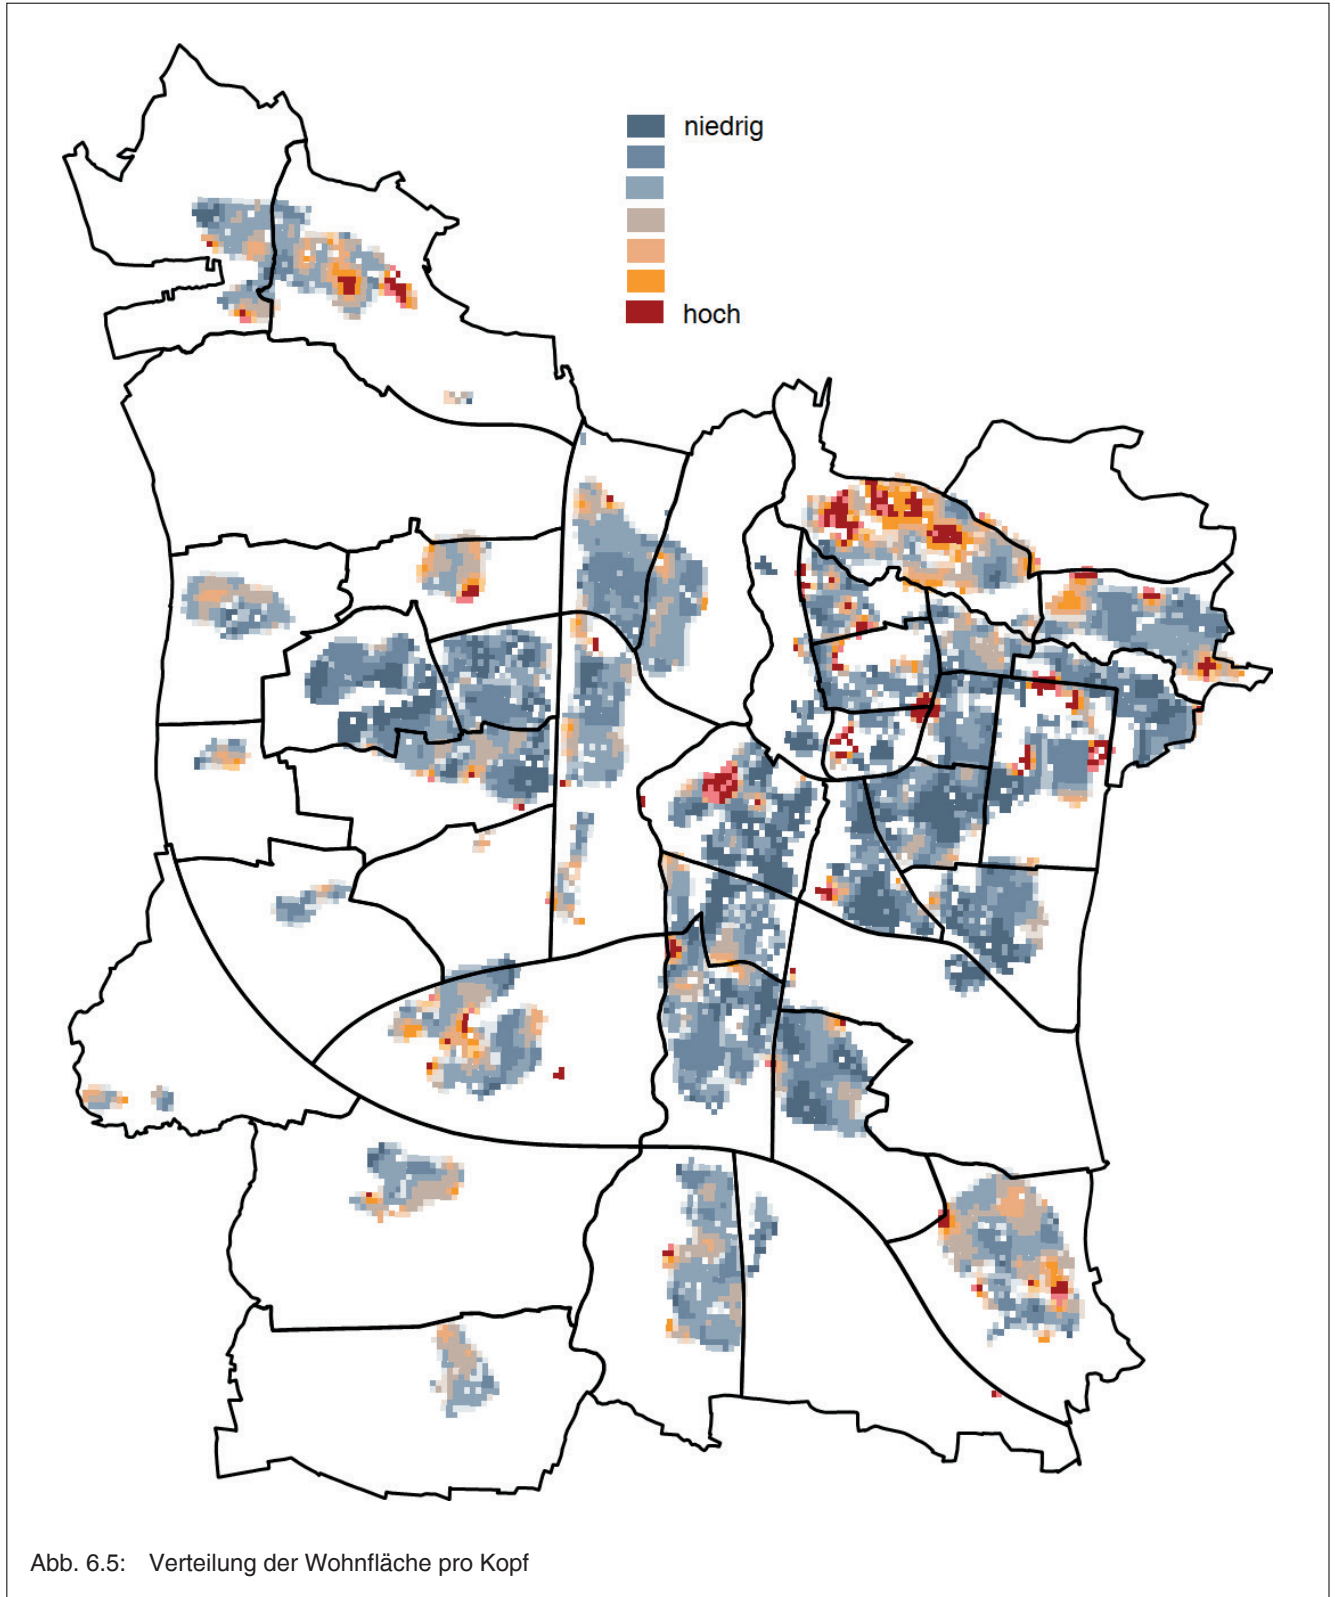 niedrig
hoch
Abb. 6.5: Verteilung der Wohnfläche pro Kopf